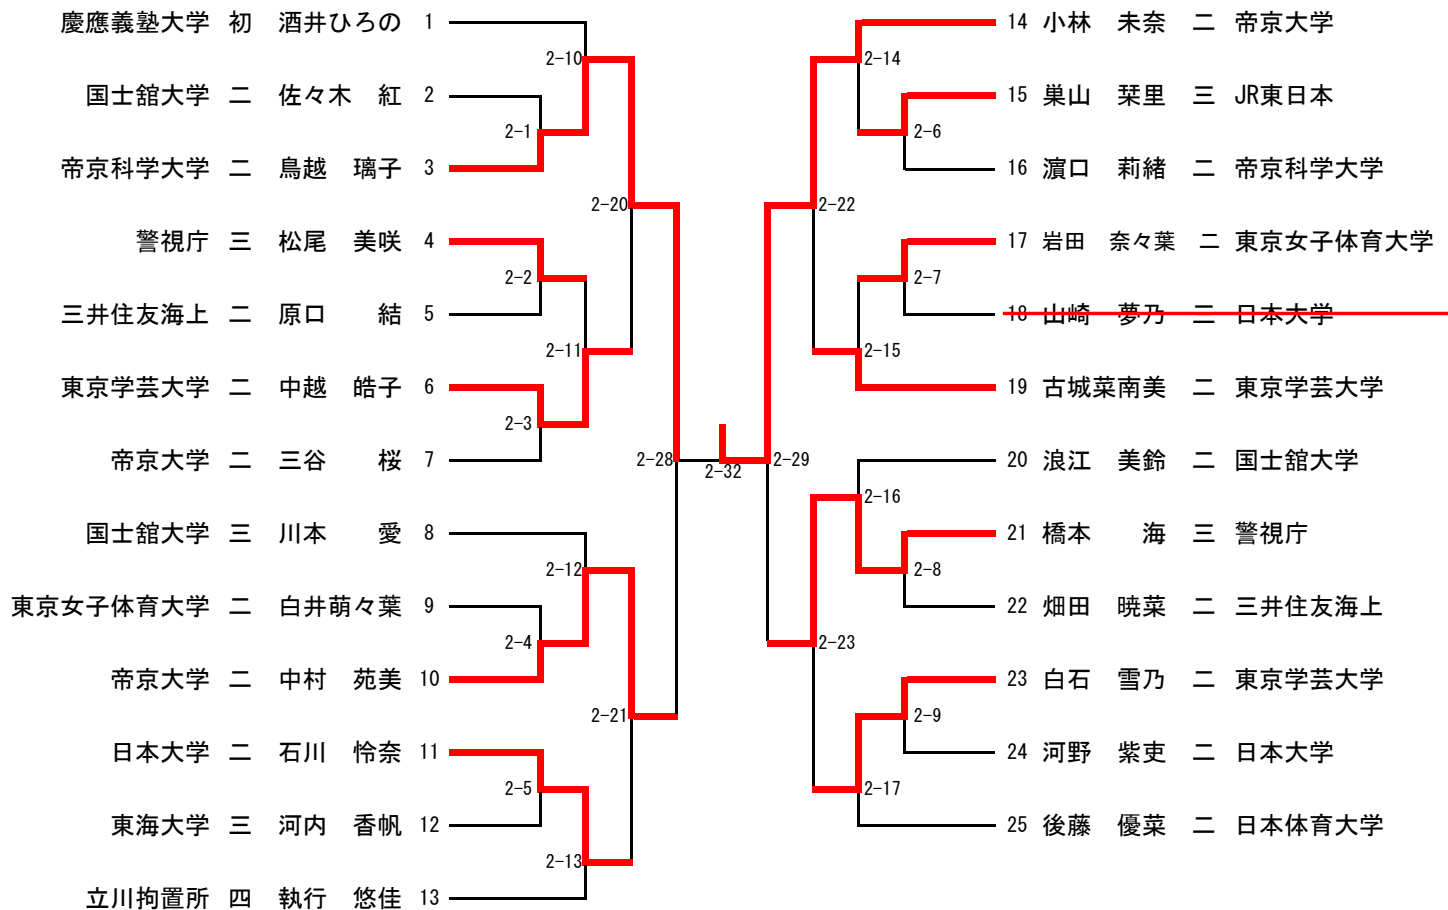 慶應義塾大学 初 酒井ひろの 1
2-10
国士舘大学 二 佐々木 紅 2
2-1
帝京科学大学 二 鳥越 璃子 3
2-20
警視庁 三 松尾 美咲 4
2-2
三井住友海上 二 原口 結 5
2-11
東京学芸大学 二 中越 皓子 6
2-3
帝京大学 二 三谷 桜 7
2-28
国士舘大学 三 川本 愛 8
2-12
東京女子体育大学 二 白井萌々葉 9
2-4
帝京大学 二 中村 苑美 10
2-21
日本大学 二 石川 怜奈 11
2-5
東海大学 三 河内 香帆 12
2-13
立川拘置所 四 執行 悠佳 13
2-32
14 小林 未奈 二 帝京大学
2-14
15 巣山 栞里 三 JR東日本
2-6
16 濵口 莉緒 二 帝京科学大学
2-22
17 岩田 奈々葉 二 東京女子体育大学
2-7
18 山崎 夢乃 三 日本大学
2-15
19 古城菜南美 二 東京学芸大学
2-29
20 浪江 美鈴 二 国士舘大学
2-16
21 橋本 海 三 警視庁
2-8
22 畑田 暁菜 二 三井住友海上
2-23
23 白石 雪乃 二 東京学芸大学
2-9
24 河野 紫吏 二 日本大学
2-17
25 後藤 優菜 二 日本体育大学